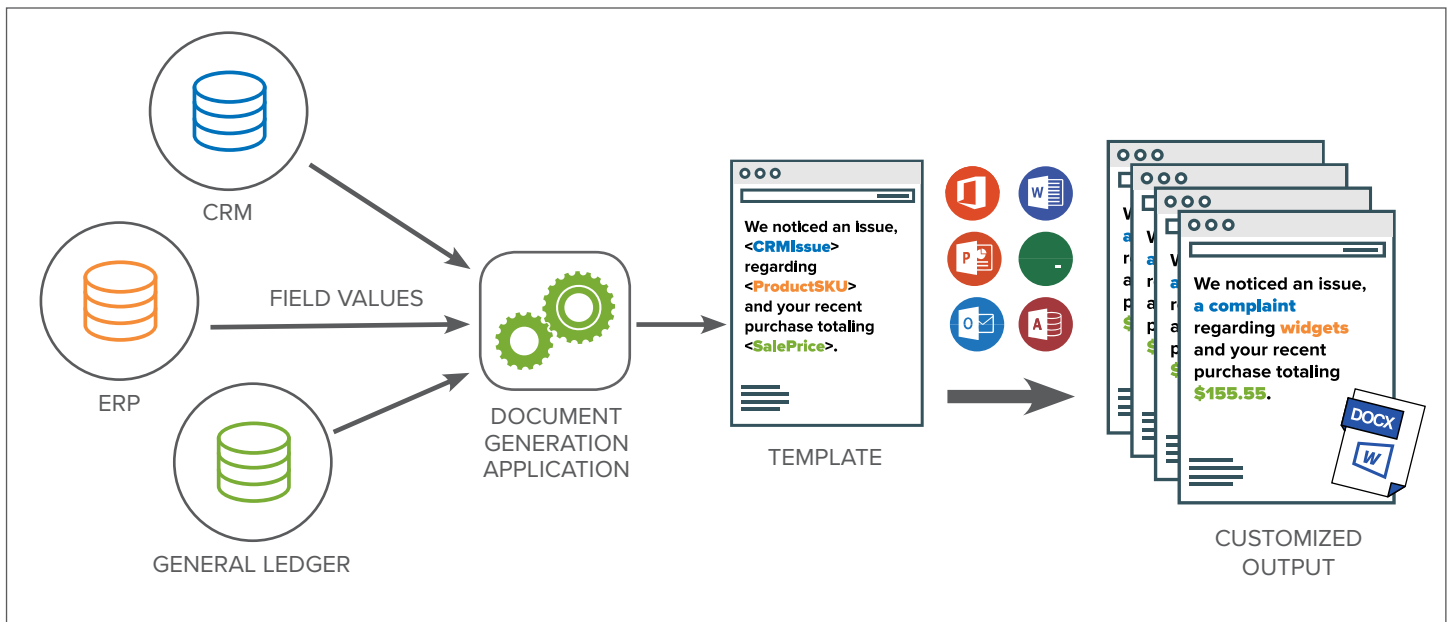 CRM
FIELD VALUES
ERP
GENERAL LEDGER
DOCUMENT
GENERATION
APPLICATION
We noticed an issue,
<CRMIssue>
regarding
<ProductSKU>
and your recent
purchase totaling
<SalePrice>.
TEMPLATE
W
P
-
O
A
We noticed an issue,
a complaint
regarding widgets
and your recent
purchase totaling
$155.55.
DOCX
W
CUSTOMIZED
OUTPUT